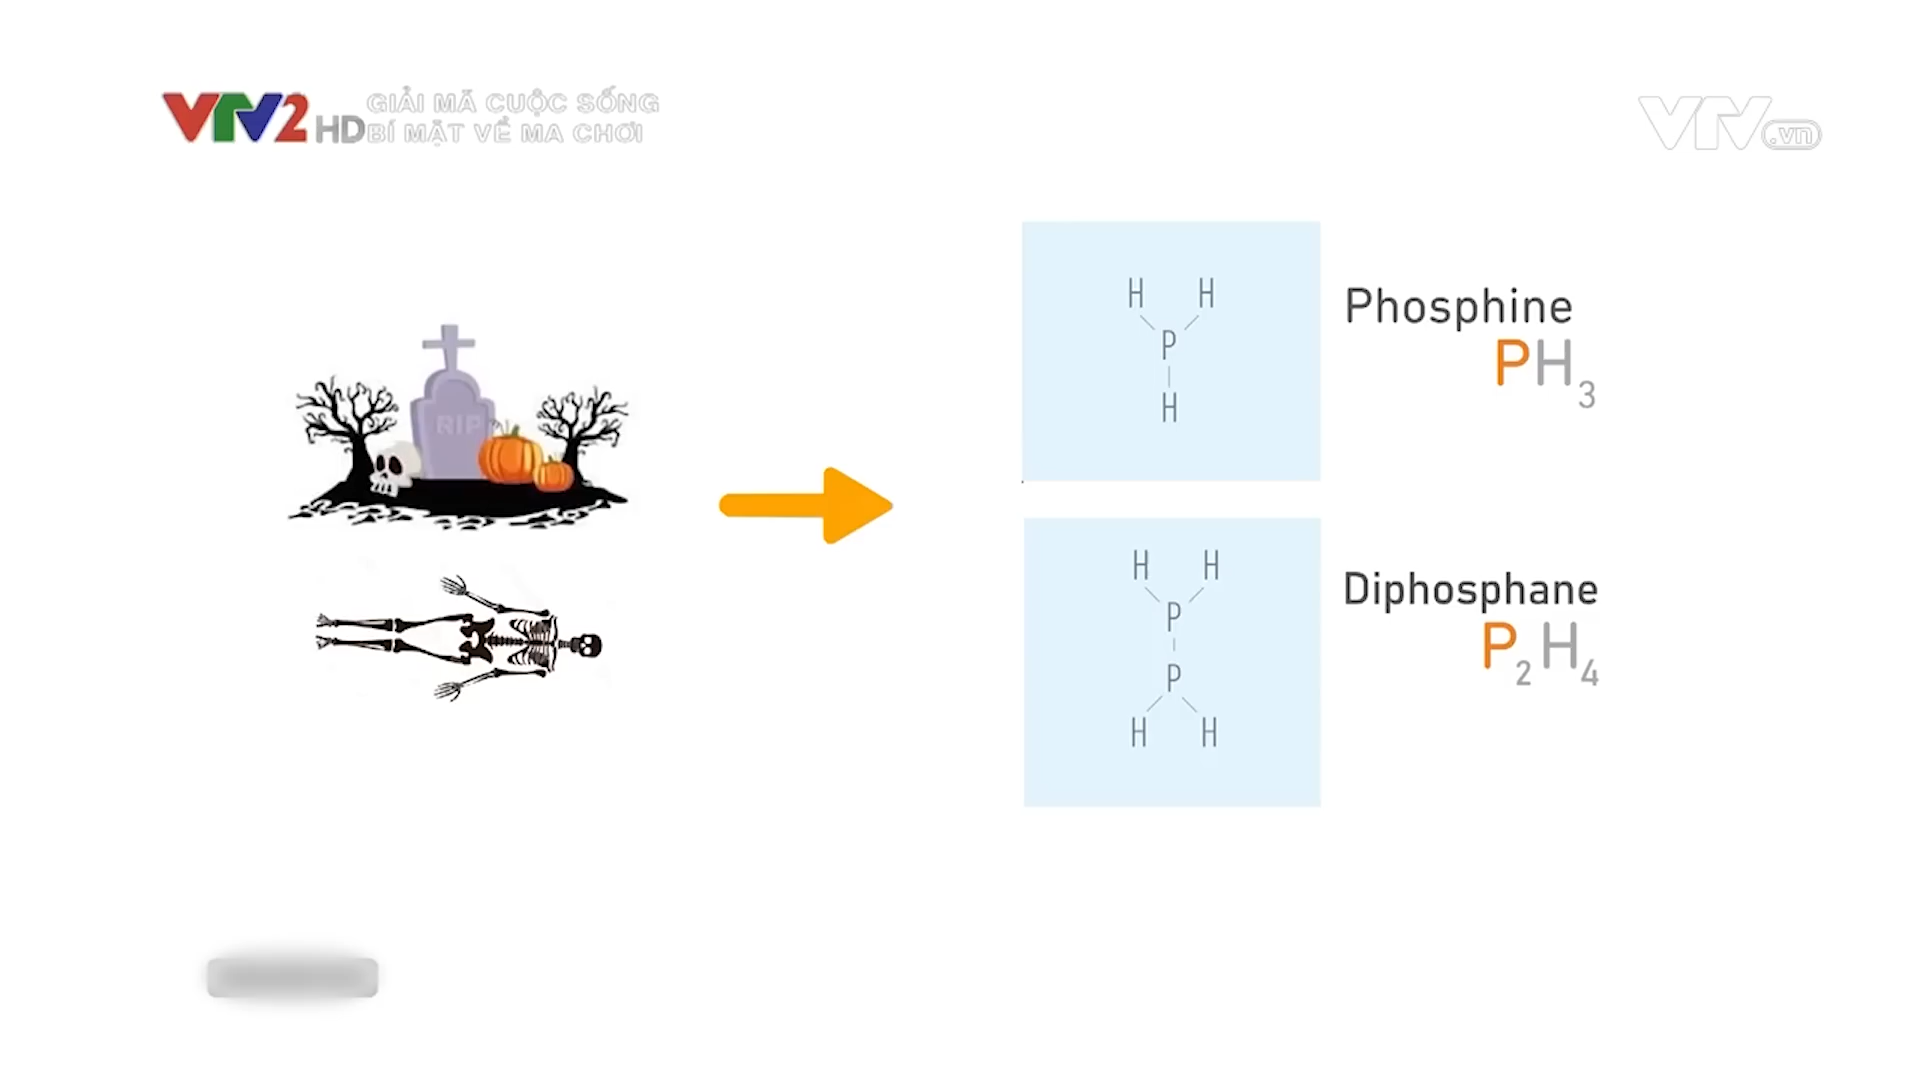 VTV2 HD
GIẢI MÃ CUỘC SỐNG
BÍ MẬT VỀ MA CHƠI
VTV.vn
RIP
H H
P
H
Phosphine
PH3
H H
P
P
H H
Diphosphane
P2H4